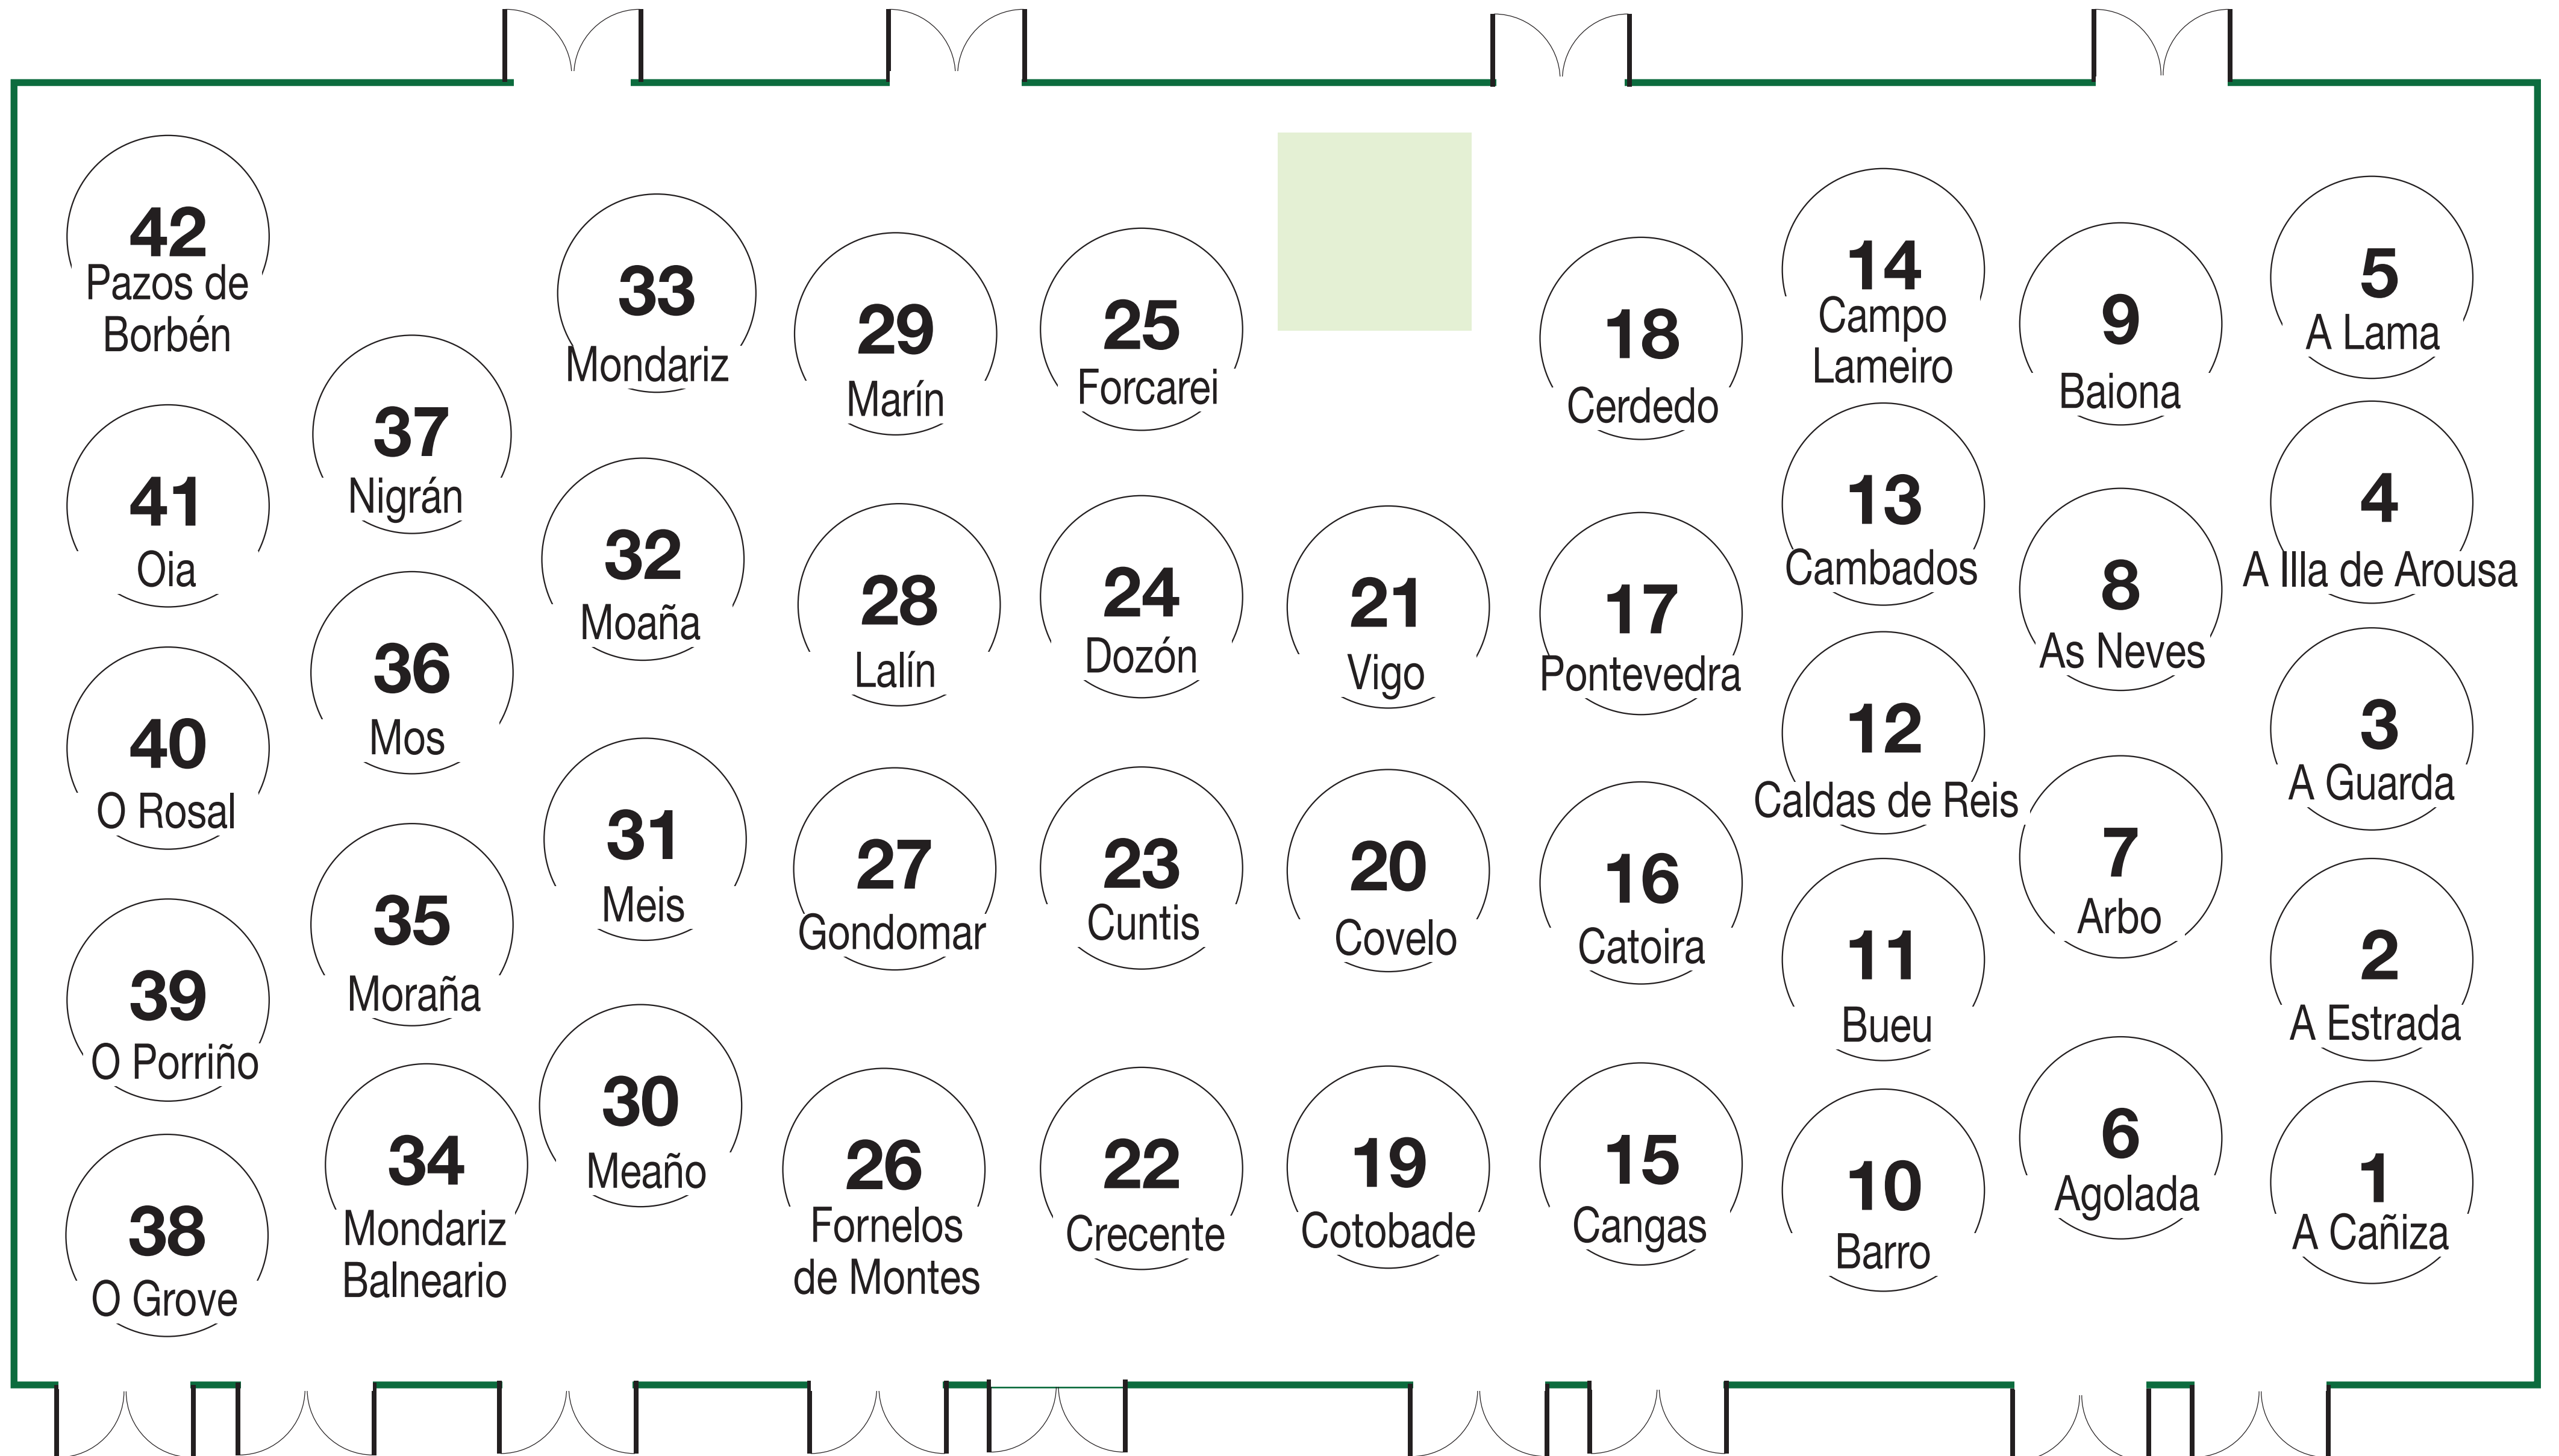 42
Pazos de
Borbén
41
Oia
40
O Rosal
39
O Porriño
38
O Grove
37
Nigrán
36
Mos
35
Moraña
34
Mondariz
Balneario
33
Mondariz
32
Moaña
31
Meis
30
Meaño
29
Marín
28
Lalín
27
Gondomar
26
Fornelos
de Montes
25
Forcarei
24
Dozón
23
Cuntis
22
Crecente
21
Vigo
20
Covelo
19
Cotobade
18
Cerdedo
17
Pontevedra
16
Catoira
15
Cangas
14
Campo
Lameiro
13
Cambados
12
Caldas de Reis
11
Bueu
10
Barro
9
Baiona
8
As Neves
7
Arbo
6
Agolada
5
A Lama
4
A Illa de Arousa
3
A Guarda
2
A Estrada
1
A Cañiza